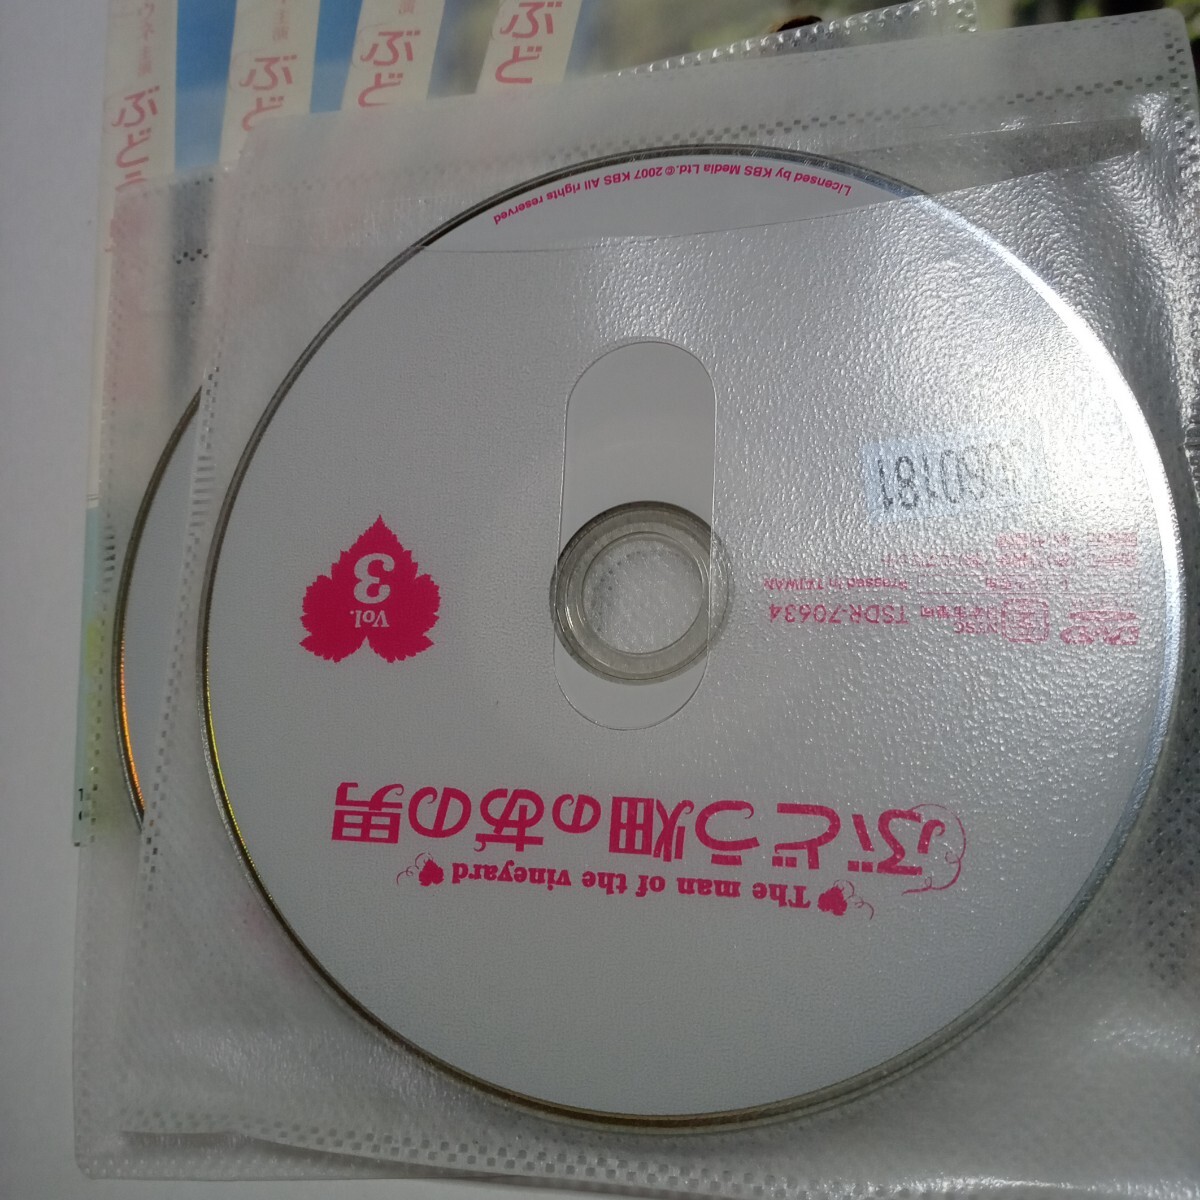 The man of the vineyard
ぶどう畑のあの男
TSDR-70634
Pressed in TAIWAN
Vol.
3
Licensed by KBS Media Ltd. © 2007 KBS All rights reserved
ぶど
ぶど
ぶど
ぶど